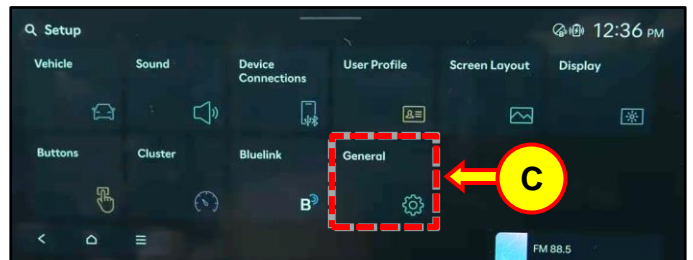 Setup
12:36 PM
Vehicle
Sound
Device
Connections
User Profile
Screen Layout
Display
Buttons
Cluster
Bluelink
General
B
C
FM 88.5